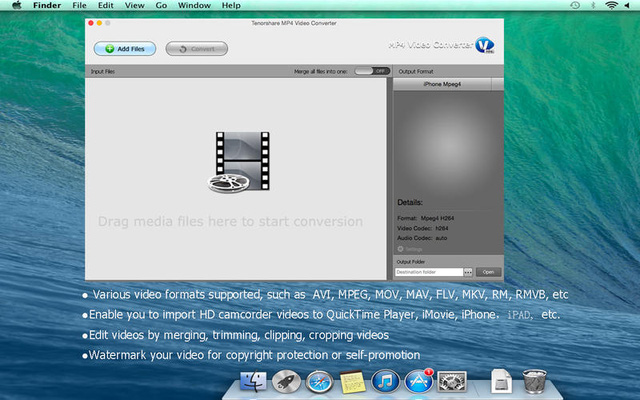 Finder File Edit View Go Window Help
Tenorshare MP4 Video Converter
Add Files
Convert
MP4 Video Converter
Input Files
Merge all files into one:
OFF
Output Format
iPhone Mpeg4
Drag media files here to start conversion
Details:
Format: Mpeg4 H264
Video Codec: h264
Audio Codec: auto
Settings
Output Folder
Destination folder
•••
Open
● Various video formats supported, such as AVI, MPEG, MOV, MAV, FLV, MKV, RM, RMVB, etc
●Enable you to import HD camcorder videos to QuickTime Player, iMovie, iPhone, iPAD, etc.
●Edit videos by merging, trimming, clipping, cropping videos
●Watermark your video for copyright protection or self-promotion
1